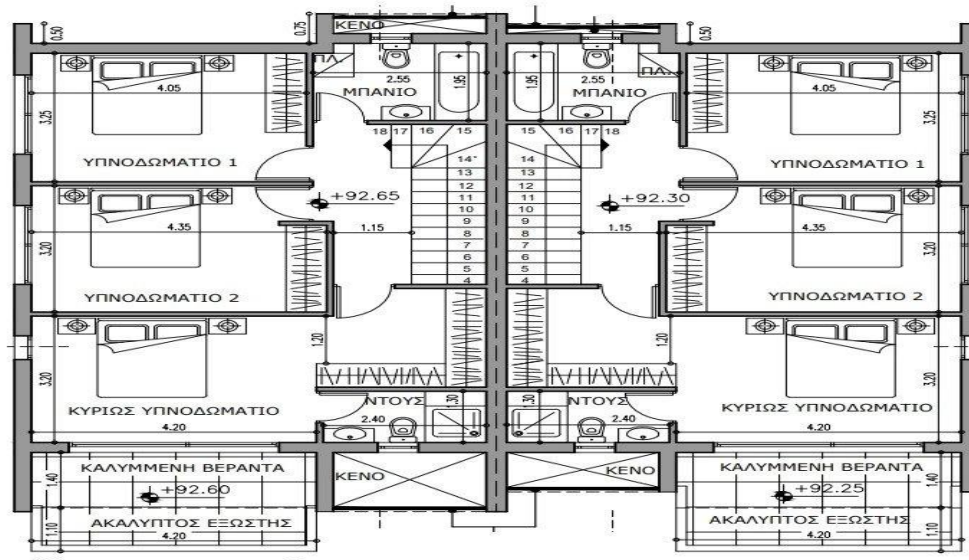 0.50 0.75 ΚΕΝΟ 0.50
ΠΛ. 2.55 1.95 1.95 2.55 ΠΛ.
4.05 ΜΠΑΝΙΟ ΜΠΑΝΙΟ 4.05
3.25 3.25
18 17 16 15 15 16 17 18
ΥΠΝΟΔΩΜΑΤΙΟ 1 14 14 ΥΠΝΟΔΩΜΑΤΙΟ 1
13 13
12 12
+92.65 11 11 +92.30
10 10
9 9
4.35 1.15 8 8 1.15 4.35
3.20 7 7 3.20
6 6
5 5
ΥΠΝΟΔΩΜΑΤΙΟ 2 4 4 ΥΠΝΟΔΩΜΑΤΙΟ 2
1.20 1.20
3.20 3.20
ΚΥΡΙΩΣ ΥΠΝΟΔΩΜΑΤΙΟ ΝΤΟΥΣ 1.30 1.30 ΝΤΟΥΣ ΚΥΡΙΩΣ ΥΠΝΟΔΩΜΑΤΙΟ
4.20 2.40 2.40 4.20
ΚΑΛΥΜΜΕΝΗ ΒΕΡΑΝΤΑ ΚΕΝΟ ΚΕΝΟ ΚΑΛΥΜΜΕΝΗ ΒΕΡΑΝΤΑ
1.40 +92.60 +92.25 1.40
ΑΚΑΛΥΠΤΟΣ ΕΞΩΣΤΗΣ ΑΚΑΛΥΠΤΟΣ ΕΞΩΣΤΗΣ
1.10 4.20 4.20 1.10